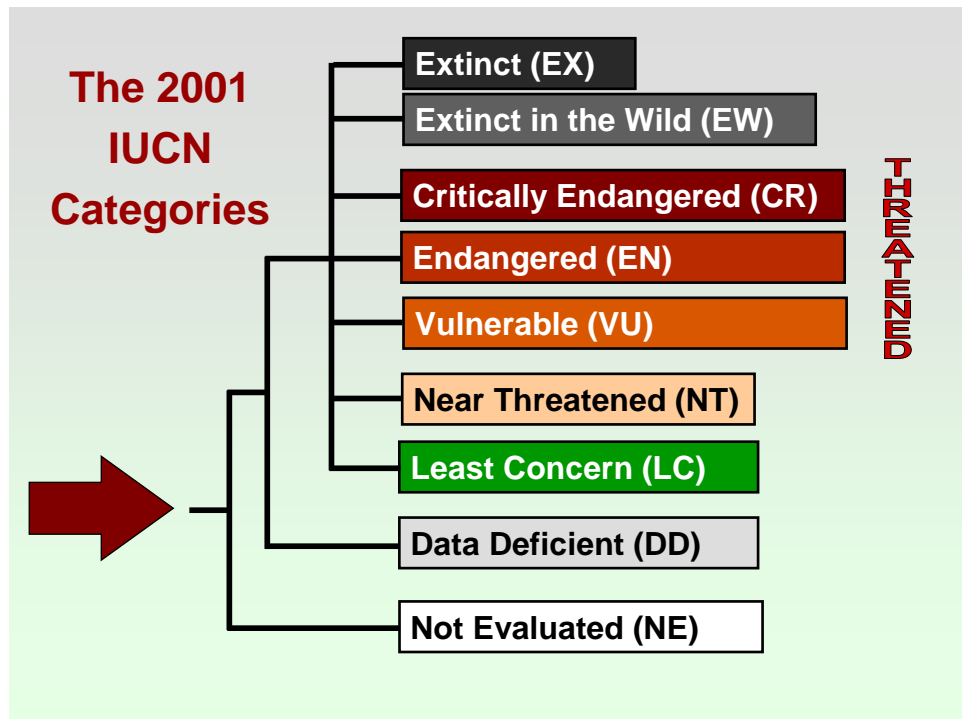 The 2001
IUCN
Categories
Extinct (EX)
Extinct in the Wild (EW)
Critically Endangered (CR)
Endangered (EN)
Vulnerable (VU)
THREATENED
Near Threatened (NT)
Least Concern (LC)
Data Deficient (DD)
Not Evaluated (NE)